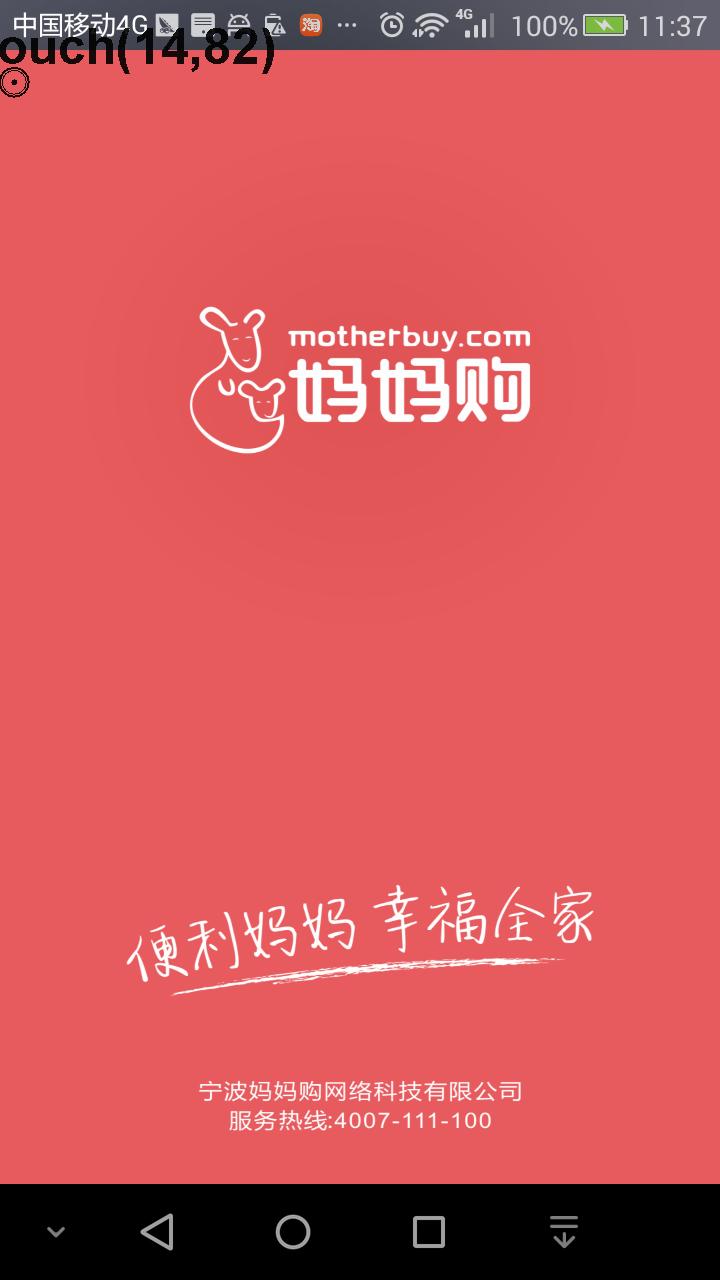 中国移动4G 淘 ... 4G 100% 11:37
ouch(14,82)
motherbuy.com
妈妈购
便利妈妈 幸福全家
宁波妈妈购网络科技有限公司
服务热线:4007-111-100